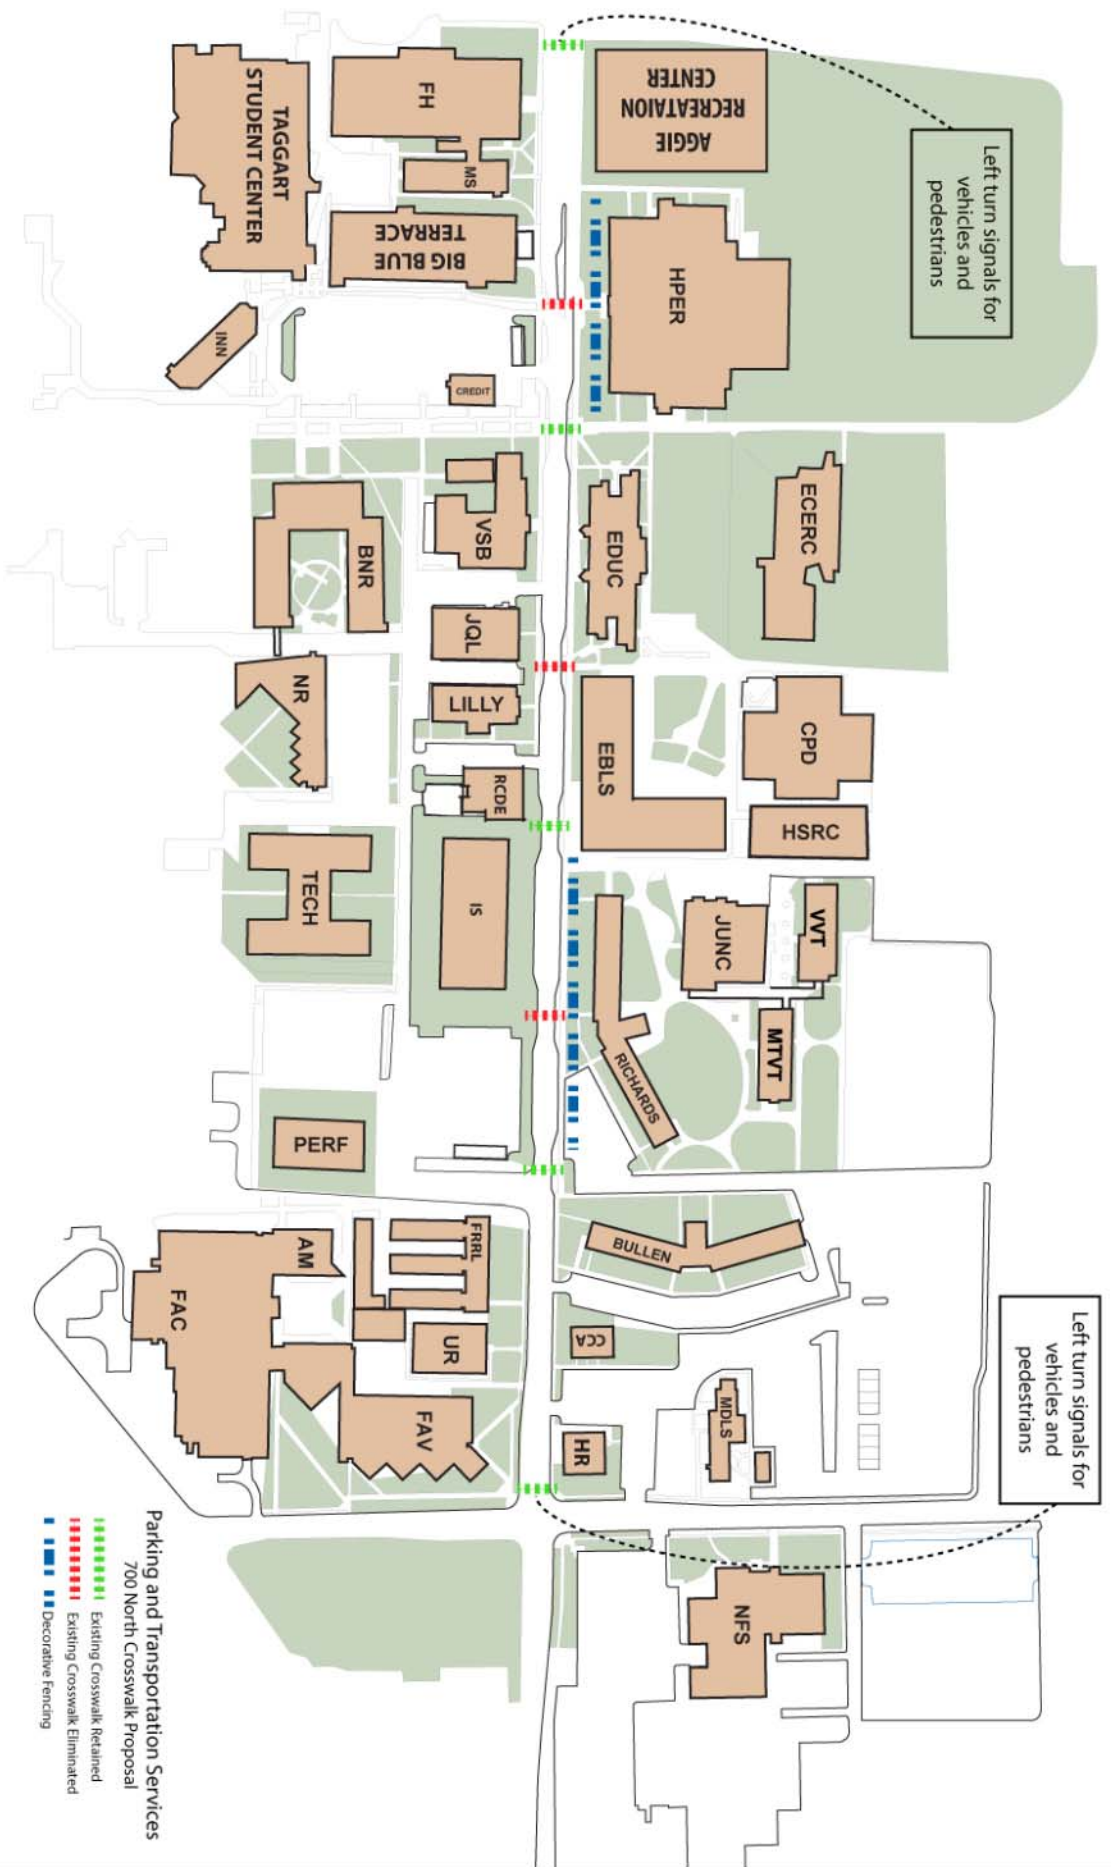 Left turn signals for
vehicles and
pedestrians
AGGIE
RECREATAION
CENTER
FH
MS
TAGGART
STUDENT CENTER
BIG BLUE
TERRACE
HPER
INN
CREDIT
ECERC
EDUC
VSB
BNR
JQL
LILLY
NR
CPD
EBLS
HSRC
RCDE
IS
TECH
VVT
JUNC
MTVT
RICHARDS
PERF
BULLEN
FRRL
AM
FAC
UR
CCA
FAV
MDLS
HR
Left turn signals for
vehicles and
pedestrians
NFS
Parking and Transportation Services
700 North Crosswalk Proposal
Existing Crosswalk Retained
Existing Crosswalk Eliminated
Decorative Fencing